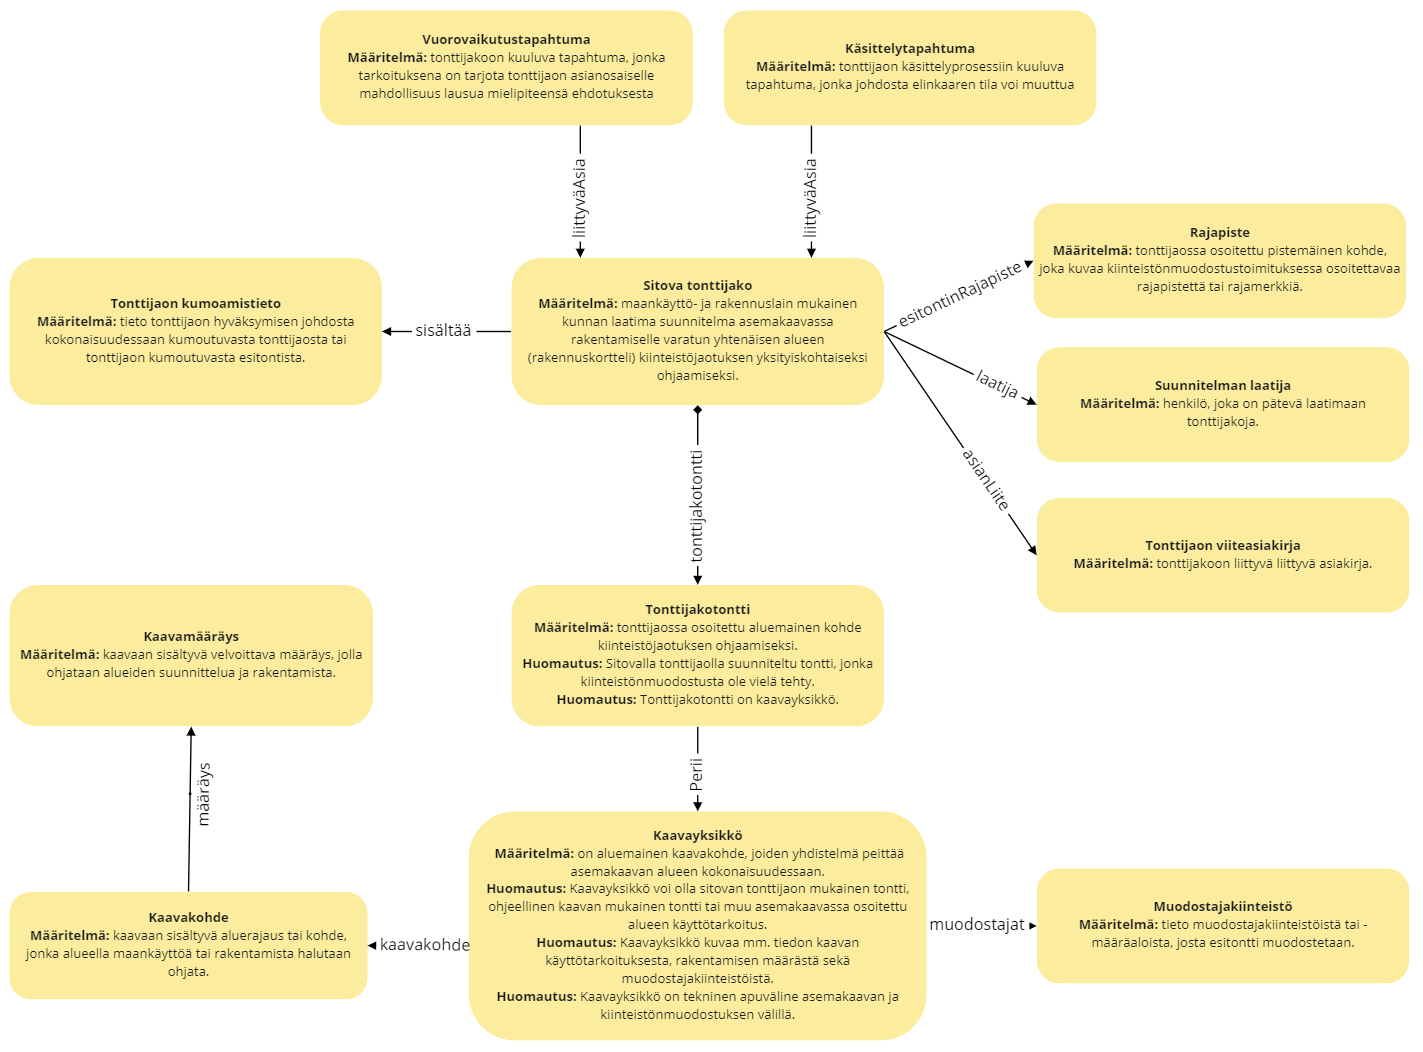 Vuorovaikutustapahtuma
Määritelmä: tonttijakoon kuuluva tapahtuma, jonka
tarkoituksena on tarjota tonttijaon asianosaiselle
mahdollisuus lausua mielipiteensä ehdotuksesta
Käsittelytapahtuma
Määritelmä: tonttijaon käsittelyprosessiin kuuluva
tapahtuma, jonka johdosta elinkaaren tila voi muuttua
liittyväAsia
liittyväAsia
Rajapiste
Määritelmä: tonttijaossa osoitettu pistemäinen kohde,
joka kuvaa kiinteistönmuodostustoimituksessa osoitettavaa
rajapistettä tai rajamerkkiä.
esitontinRajapiste
Tonttijaon kumoamistieto
Määritelmä: tieto tonttijaon hyväksymisen johdosta
kokonaisuudessaan kumoutuvasta tonttijaosta tai
tonttijaon kumoutuvasta esitontista.
sisältää
Sitova tonttijako
Määritelmä: maankäyttö- ja rakennuslain mukainen
kunnan laatima suunnitelma asemakaavassa
rakentamiselle varatun yhtenäisen alueen
(rakennuskortteli) kiinteistöjaotuksen yksityiskohtaiseksi
ohjaamiseksi.
laatija
Suunnitelman laatija
Määritelmä: henkilö, joka on pätevä laatimaan
tonttijakoja.
asianLiite
Tonttijaon viiteasiakirja
Määritelmä: tonttijakoon liittyvä liittyvä asiakirja.
tonttijakotontti
Tonttijakotontti
Määritelmä: tonttijaossa osoitettu aluemainen kohde
kiinteistöjaotuksen ohjaamiseksi.
Huomautus: Sitovalla tonttijaolla suunniteltu tontti, jonka
kiinteistönmuodostusta ole vielä tehty.
Huomautus: Tonttijakotontti on kaavayksikkö.
Kaavamääräys
Määritelmä: kaavaan sisältyvä velvoittava määräys, jolla
ohjataan alueiden suunnittelua ja rakentamista.
määräys
Perii
Kaavayksikkö
Määritelmä: on aluemainen kaavakohde, joiden yhdistelmä peittää
asemakaavan alueen kokonaisuudessaan.
Huomautus: Kaavayksikkö voi olla sitovan tonttijaon mukainen tontti,
ohjeellinen kaavan mukainen tontti tai muu asemakaavassa osoitettu
alueen käyttötarkoitus.
Huomautus: Kaavayksikkö kuvaa mm. tiedon kaavan
käyttötarkoituksesta, rakentamisen määrästä sekä
muodostajakiinteistöistä.
Huomautus: Kaavayksikkö on tekninen apuväline asemakaavan ja
kiinteistönmuodostuksen välillä.
kaavakohde
Kaavakohde
Määritelmä: kaavaan sisältyvä aluerajaus tai kohde,
jonka alueella maankäyttöä tai rakentamista halutaan
ohjata.
muodostajat
Muodostajakiinteistö
Määritelmä: tieto muodostajakiinteistöistä tai -
määräaloista, josta esitontti muodostetaan.